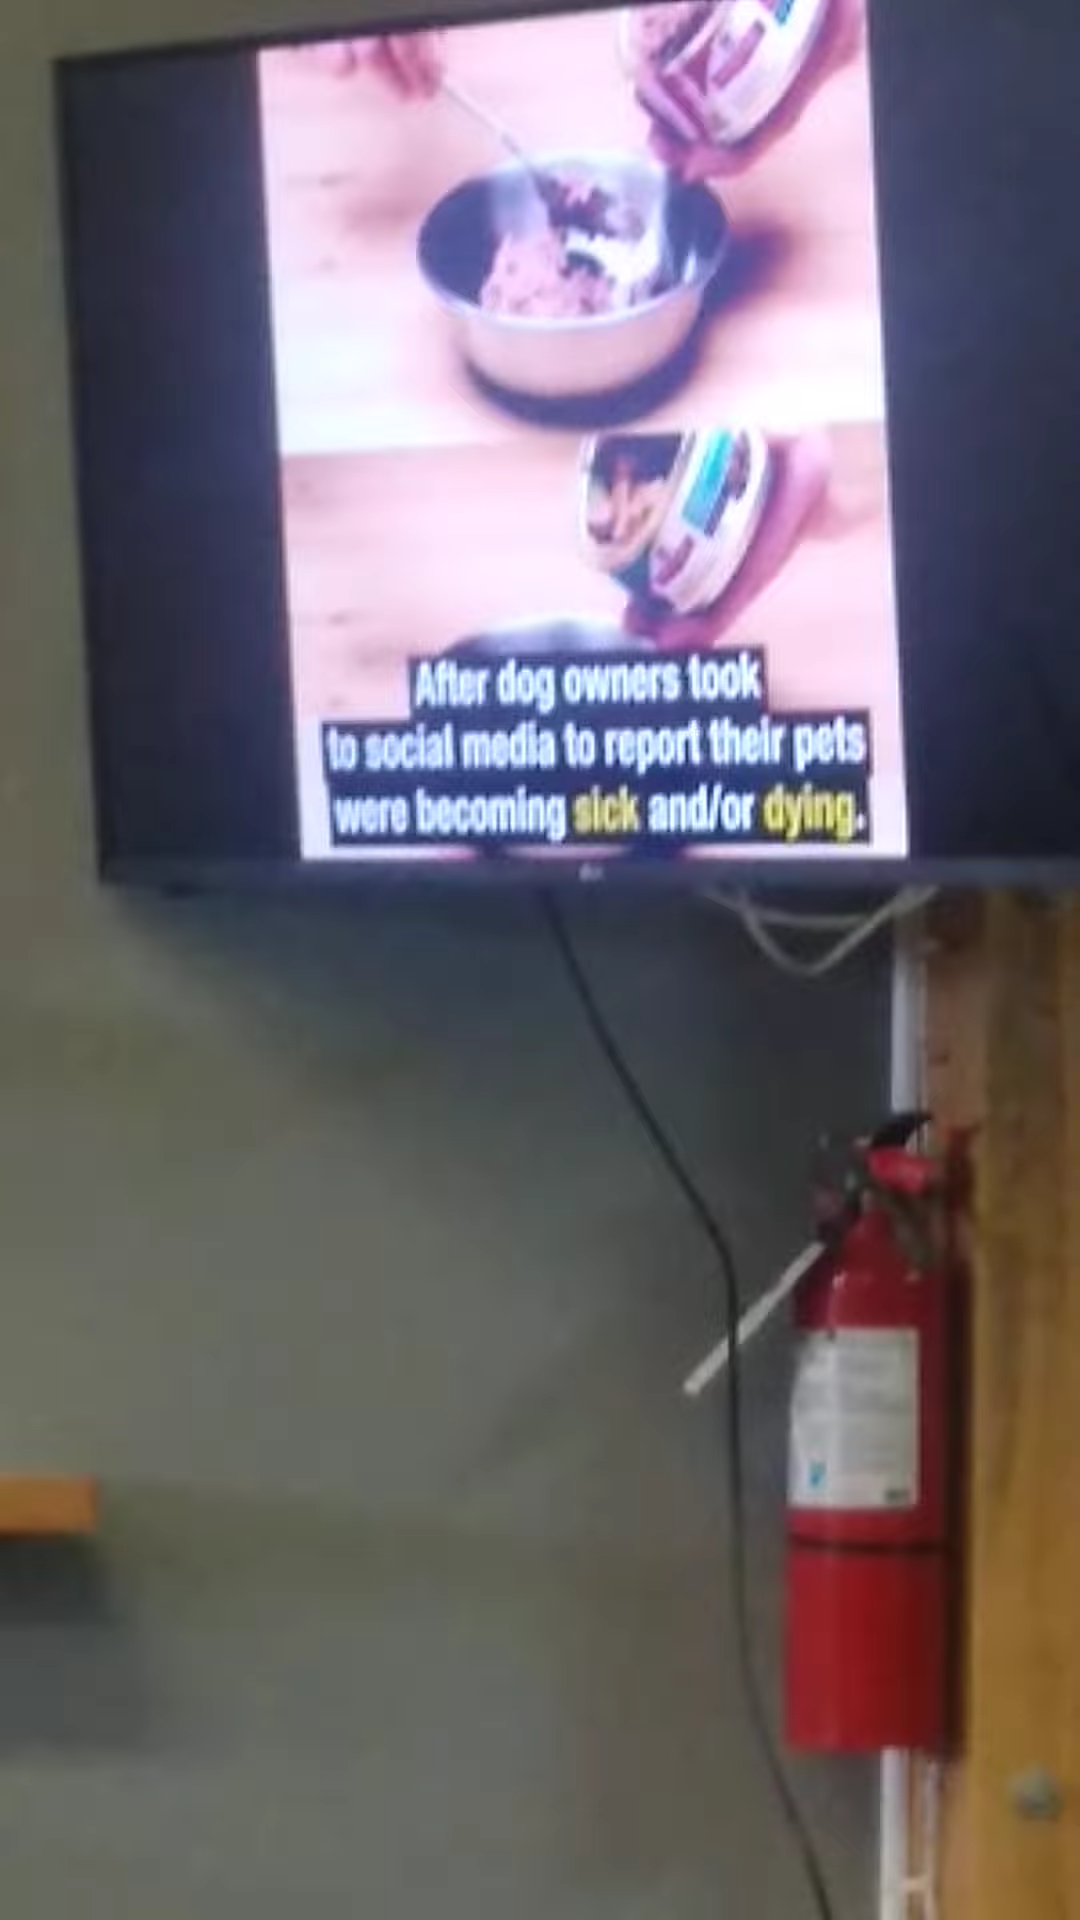 After dog owners took
to social media to report their pets
were becoming sick and/or dying.